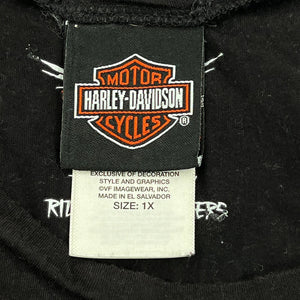 MOTOR
HARLEY-DAVIDSON
CYCLES
®
EXCLUSIVE OF DECORATION
STYLE AND GRAPHICS
©VF IMAGEWEAR, INC.
MADE IN EL SALVADOR
SIZE: 1X